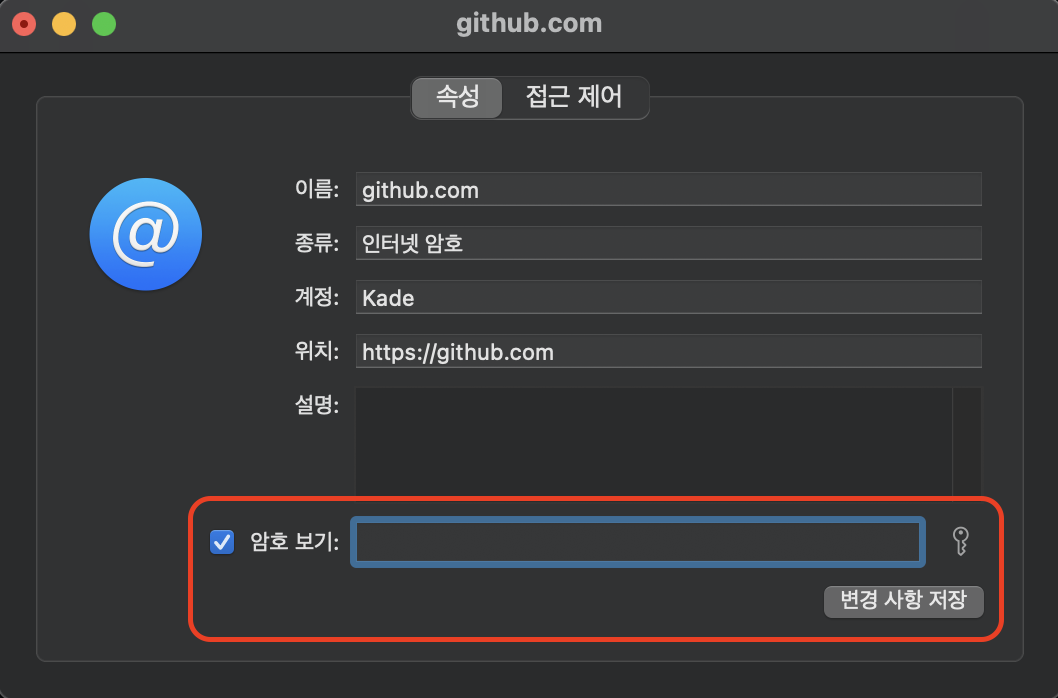 github.com
속성 접근 제어
@
이름: github.com
종류: 인터넷 암호
계정: Kade
위치: https://github.com
설명:
암호 보기:
변경 사항 저장